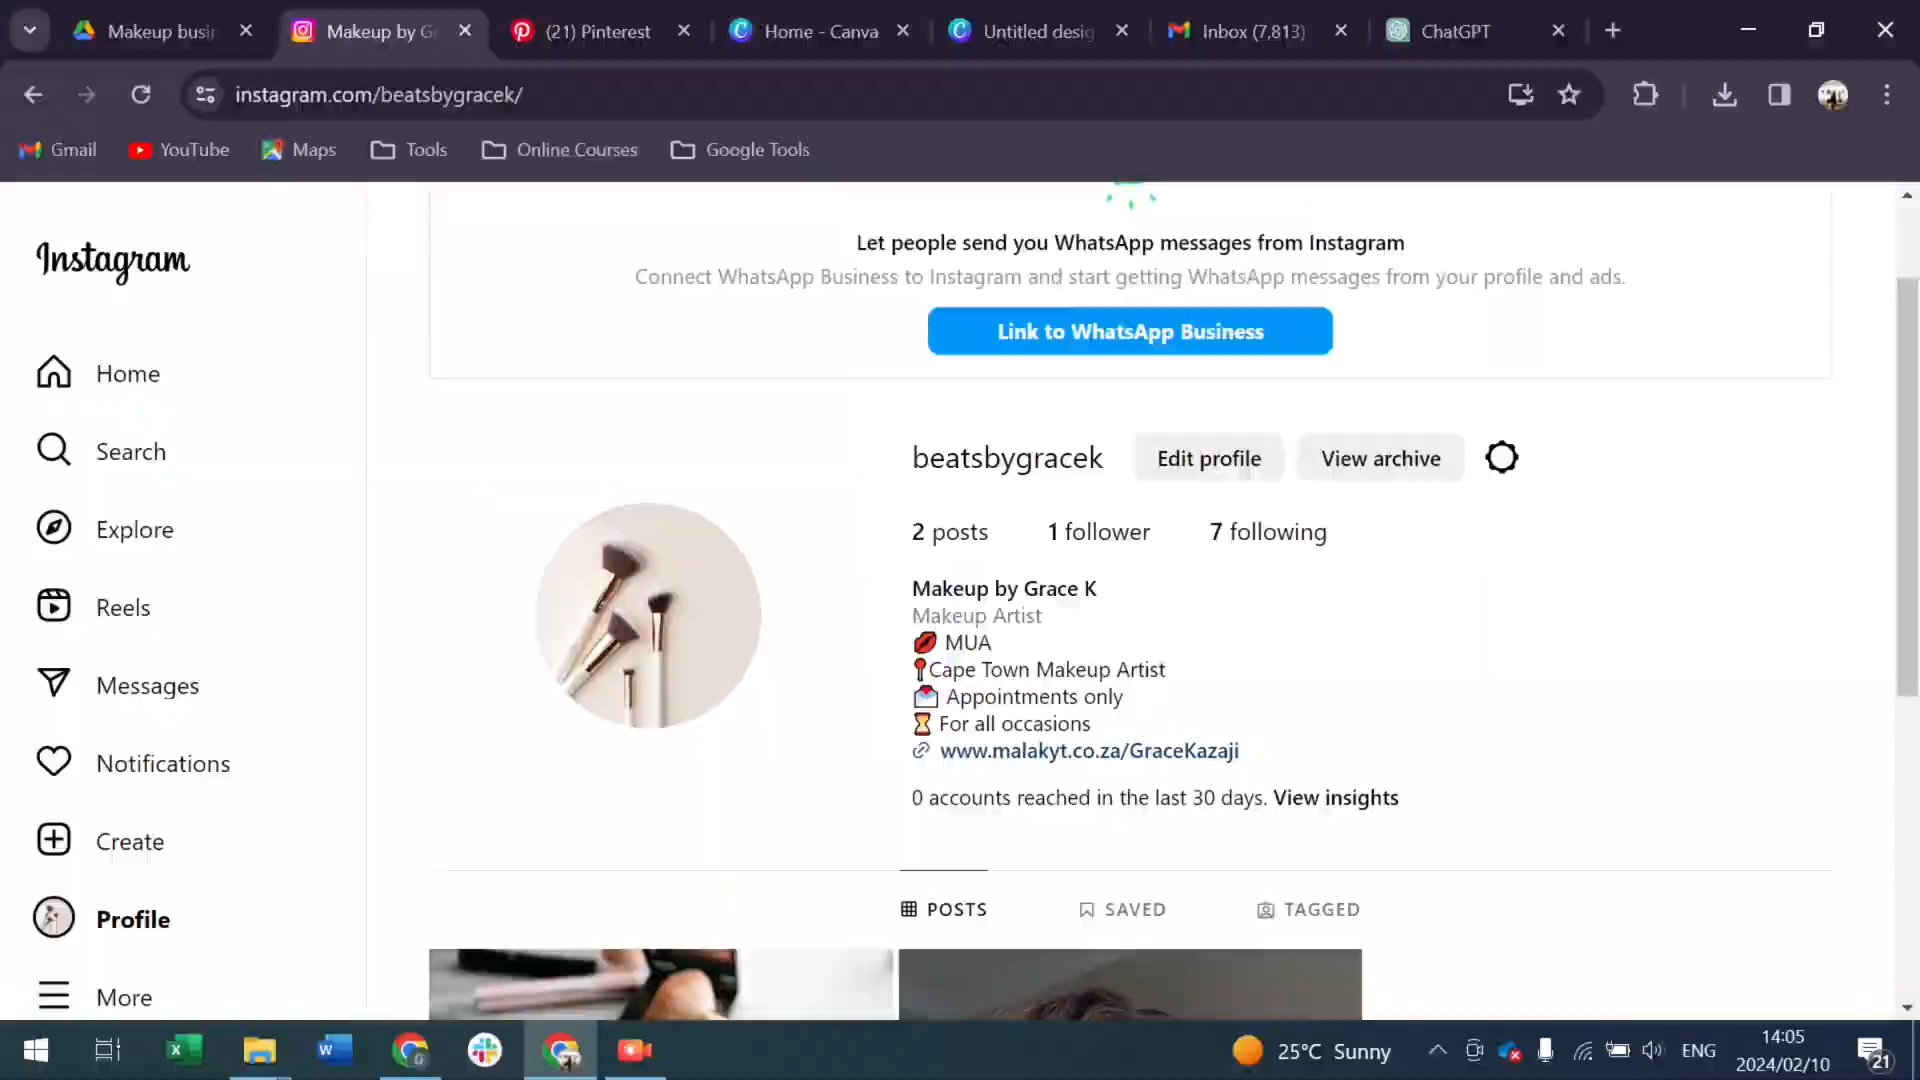 Makeup busi
Makeup by Gr
(21) Pinterest
Home - Canva
Untitled desig
Inbox (7,813)
ChatGPT
instagram.com/beatsbygracek/
Gmail
YouTube
Maps
Tools
Online Courses
Google Tools
Instagram
Let people send you WhatsApp messages from Instagram
Connect WhatsApp Business to Instagram and start getting WhatsApp messages from your profile and ads.
Link to WhatsApp Business
Home
Search
Explore
Reels
Messages
Notifications
Create
Profile
More
beatsbygracek
Edit profile
View archive
2 posts
1 follower
7 following
Makeup by Grace K
Makeup Artist
💋 MUA
📍Cape Town Makeup Artist
💌 Appointments only
⏳ For all occasions
www.malakyt.co.za/GraceKazaji
0 accounts reached in the last 30 days. View insights
POSTS
SAVED
TAGGED
25°C Sunny
ENG
14:05
2024/02/10
21